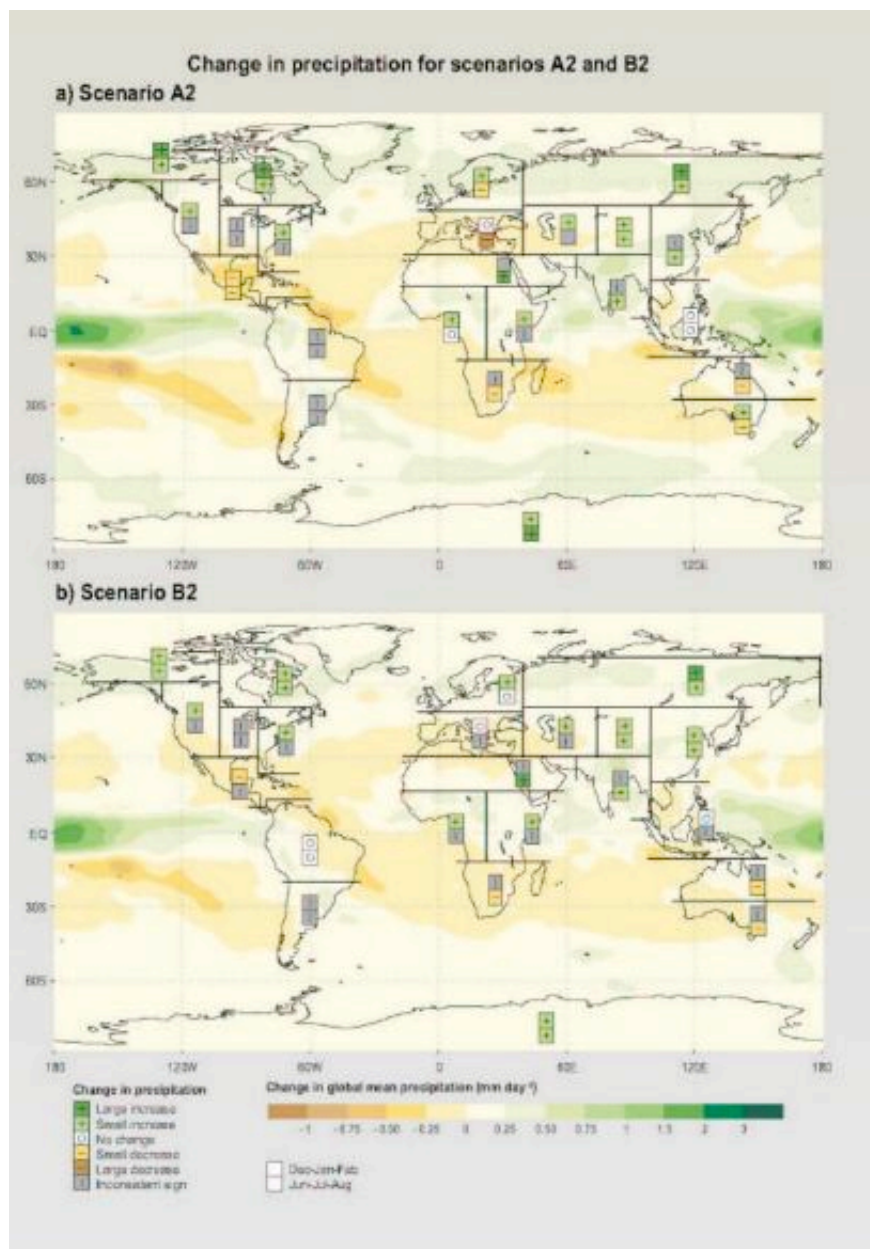 Change in precipitation for scenarios A2 and B2
a) Scenario A2
60N
30N
EQ
30S
60S
180 120W 60W 0 60E 120E 180
b) Scenario B2
60N
30N
EQ
30S
60S
180 120W 60W 0 60E 120E 180
Change in precipitation
Large increase
Small increase
No change
Small decrease
Large decrease
Inconsistent sign
Change in global mean precipitation (mm day⁻¹)
-1 -0.75 -0.50 -0.25 0 0.25 0.50 0.75 1 1.5 2 3
Dec-Jan-Feb
Jun-Jul-Aug